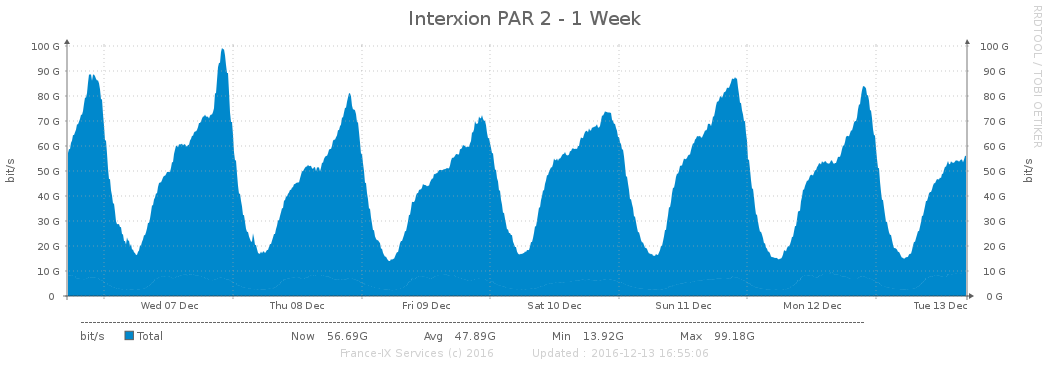 Interxion PAR 2 - 1 Week
RRDTOOL / TOBI OETIKER
100 G 100 G
90 G 90 G
80 G 80 G
70 G 70 G
60 G 60 G
50 G 50 G
40 G 40 G
30 G 30 G
20 G 20 G
10 G 10 G
0 0 G
bit/s bit/s
Wed 07 Dec Thu 08 Dec Fri 09 Dec Sat 10 Dec Sun 11 Dec Mon 12 Dec Tue 13 Dec
bit/s Total Now 56.69G Avg 47.89G Min 13.92G Max 99.18G
France-IX Services (c) 2016 Updated : 2016-12-13 16:55:06